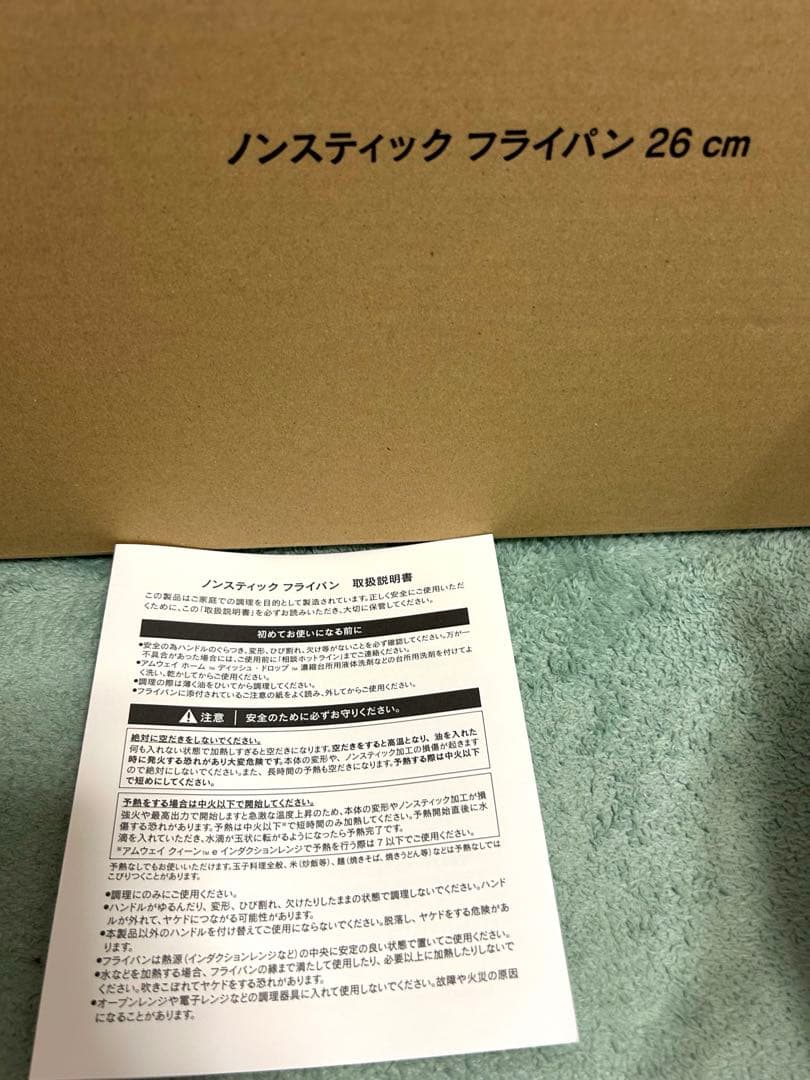 ノンスティック フライパン 26 cm
ノンスティック フライパン 取扱説明書
この製品はご家庭での調理を目的として製造されています。正しく安全にご使用いただ
くために、この「取扱説明書」を必ずお読みいただき、大切に保管してください。
初めてお使いになる前に
●安全の為ハンドルのぐらつき、変形、ひび割れ、欠け等がないことを必ず確認してください。万が一
不具合があった場合には、ご使用前に「相談ホットライン」までご連絡ください。
●アムウェイ ホーム™ ディッシュ・ドロップ™ 濃縮台所用液体洗剤などの台所用洗剤を付けてよ
く洗い、乾かしてからご使用ください。
●調理の際は薄く油をひいてから調理してください。
●フライパンに添付されているご注意の紙をよく読み、外してからご使用ください。
注意 安全のために必ずお守りください。
絶対に空だきをしないでください。
何も入れない状態で加熱しすぎると空だきになります。空だきをすると高温となり、油を入れた
時に発火する恐れがあり大変危険です。本体の変形や、ノンスティック加工の損傷が起きます
ので絶対にしないでください。また、長時間の予熱も空だきになります。予熱する際は中火以下
で短めにしてください。
予熱をする場合は中火以下で開始してください。
強火や最高出力で開始しますと急激な温度上昇のため、本体の変形やノンスティック加工が損
傷する恐れがあります。予熱は中火以下※で短時間のみ加熱してください。予熱開始直後に水
滴を入れていただき、水滴が玉状に転がるようになったら予熱完了です。
※アムウェイ クィーン™ e インダクションレンジで予熱を行う際は7以下でご使用ください。
予熱なしでもお使いいただけます。玉子料理全般、米(炒飯等)、麺(焼きそば、焼きうどん等)などは予熱なしでは
こびりつくことがあります。
●調理にのみにご使用ください。
●ハンドルがゆるんだり、変形、ひび割れ、欠けたりしたままの状態で調理しないでください。ハンド
ルが外れて、ヤケドにつながる可能性があります。
●本製品以外のハンドルを付け替えてご使用にならないでください。脱落し、ヤケドをする危険があ
ります。
●フライパンは熱源(インダクションレンジなど)の中央に安定の良い状態で置いてご使用ください。
●水などを加熱する場合、フライパンの縁まで満たして使用したり、必要以上に加熱したりしないで
ください。吹きこぼれてヤケドをする恐れがあります。
●オーブンレンジや電子レンジなどの調理器具に入れて使用しないでください。故障や火災の原因
になることがあります。